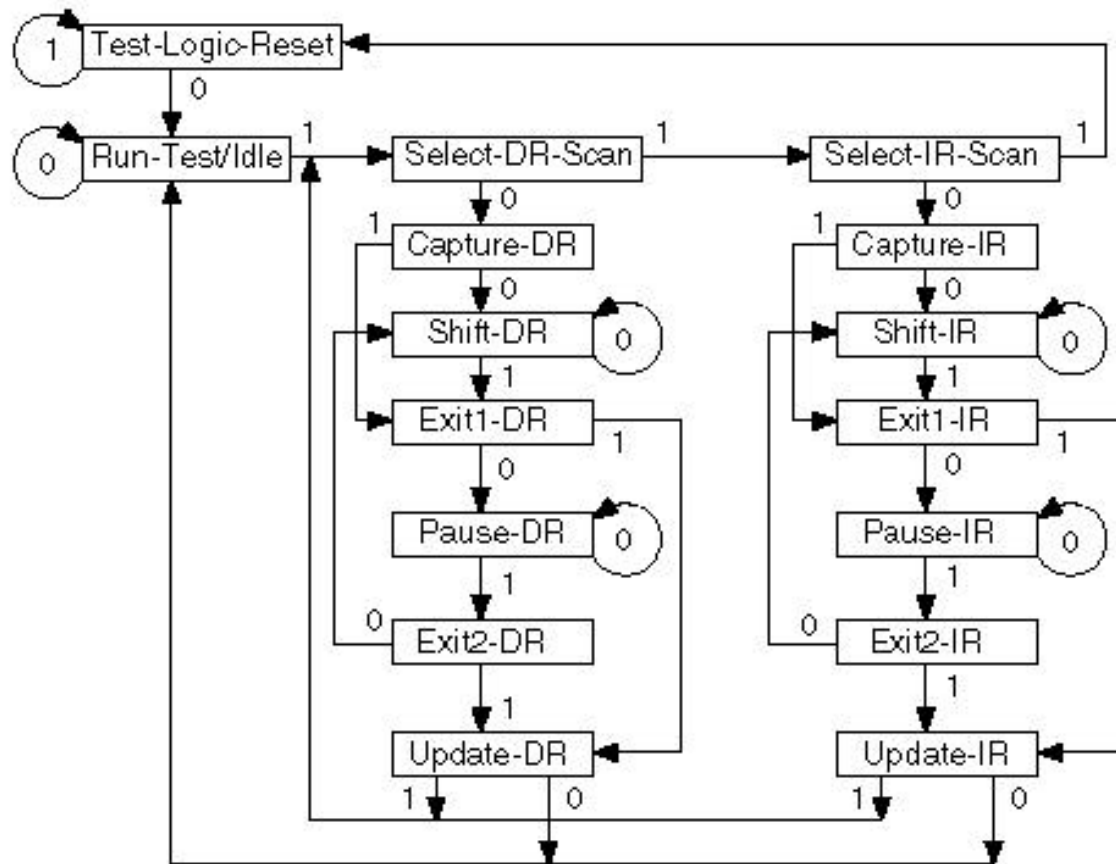 1
Test-Logic-Reset
0
0
Run-Test/Idle
1
Select-DR-Scan
1
Select-IR-Scan
1
0
0
1
Capture-DR
1
Capture-IR
0
0
Shift-DR
0
Shift-IR
0
1
1
Exit1-DR
1
Exit1-IR
1
0
0
Pause-DR
0
Pause-IR
0
1
1
0
Exit2-DR
0
Exit2-IR
1
1
Update-DR
Update-IR
1
0
1
0